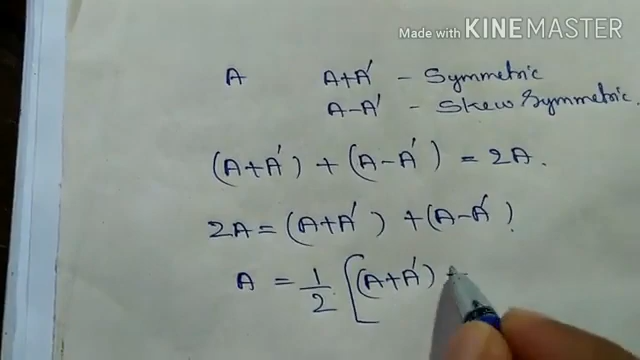 Made with KINEMASTER
A A+A' - Symmetric
A-A' - Skew Symmetric.
(A+A') + (A-A') = 2A.
2A = (A+A') + (A-A').
A = 1/2 [(A+A') +